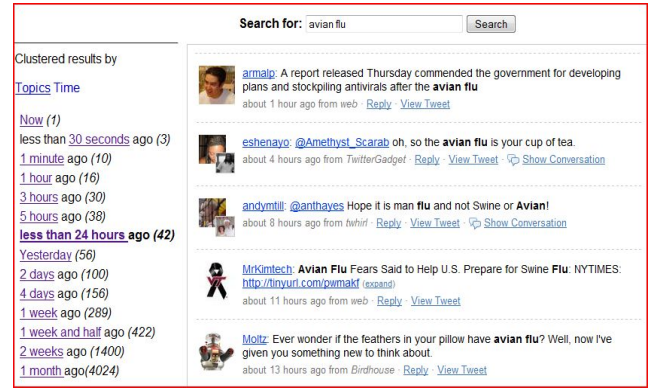 Search for: avian flu Search
Clustered results by
Topics Time
Now (1)
less than 30 seconds ago (3)
1 minute ago (10)
1 hour ago (16)
3 hours ago (30)
5 hours ago (38)
less than 24 hours ago (42)
Yesterday (56)
2 days ago (100)
4 days ago (156)
1 week ago (289)
1 week and half ago (422)
2 weeks ago (1400)
1 month ago(4024)
armalp: A report released Thursday commended the government for developing
plans and stockpiling antivirals after the avian flu
about 1 hour ago from web · Reply · View Tweet
eshenayo: @Amethyst_Scarab oh, so the avian flu is your cup of tea.
about 4 hours ago from TwitterGadget · Reply · View Tweet · Show Conversation
andymtill: @anthayes Hope it is man flu and not Swine or Avian!
about 8 hours ago from twhirl · Reply · View Tweet · Show Conversation
MrKimtech: Avian Flu Fears Said to Help U.S. Prepare for Swine Flu: NYTIMES:
http://tinyurl.com/pwmakf (expand)
about 11 hours ago from web · Reply · View Tweet
Moltz: Ever wonder if the feathers in your pillow have avian flu? Well, now I've
given you something new to think about.
about 13 hours ago from Birdhouse · Reply · View Tweet